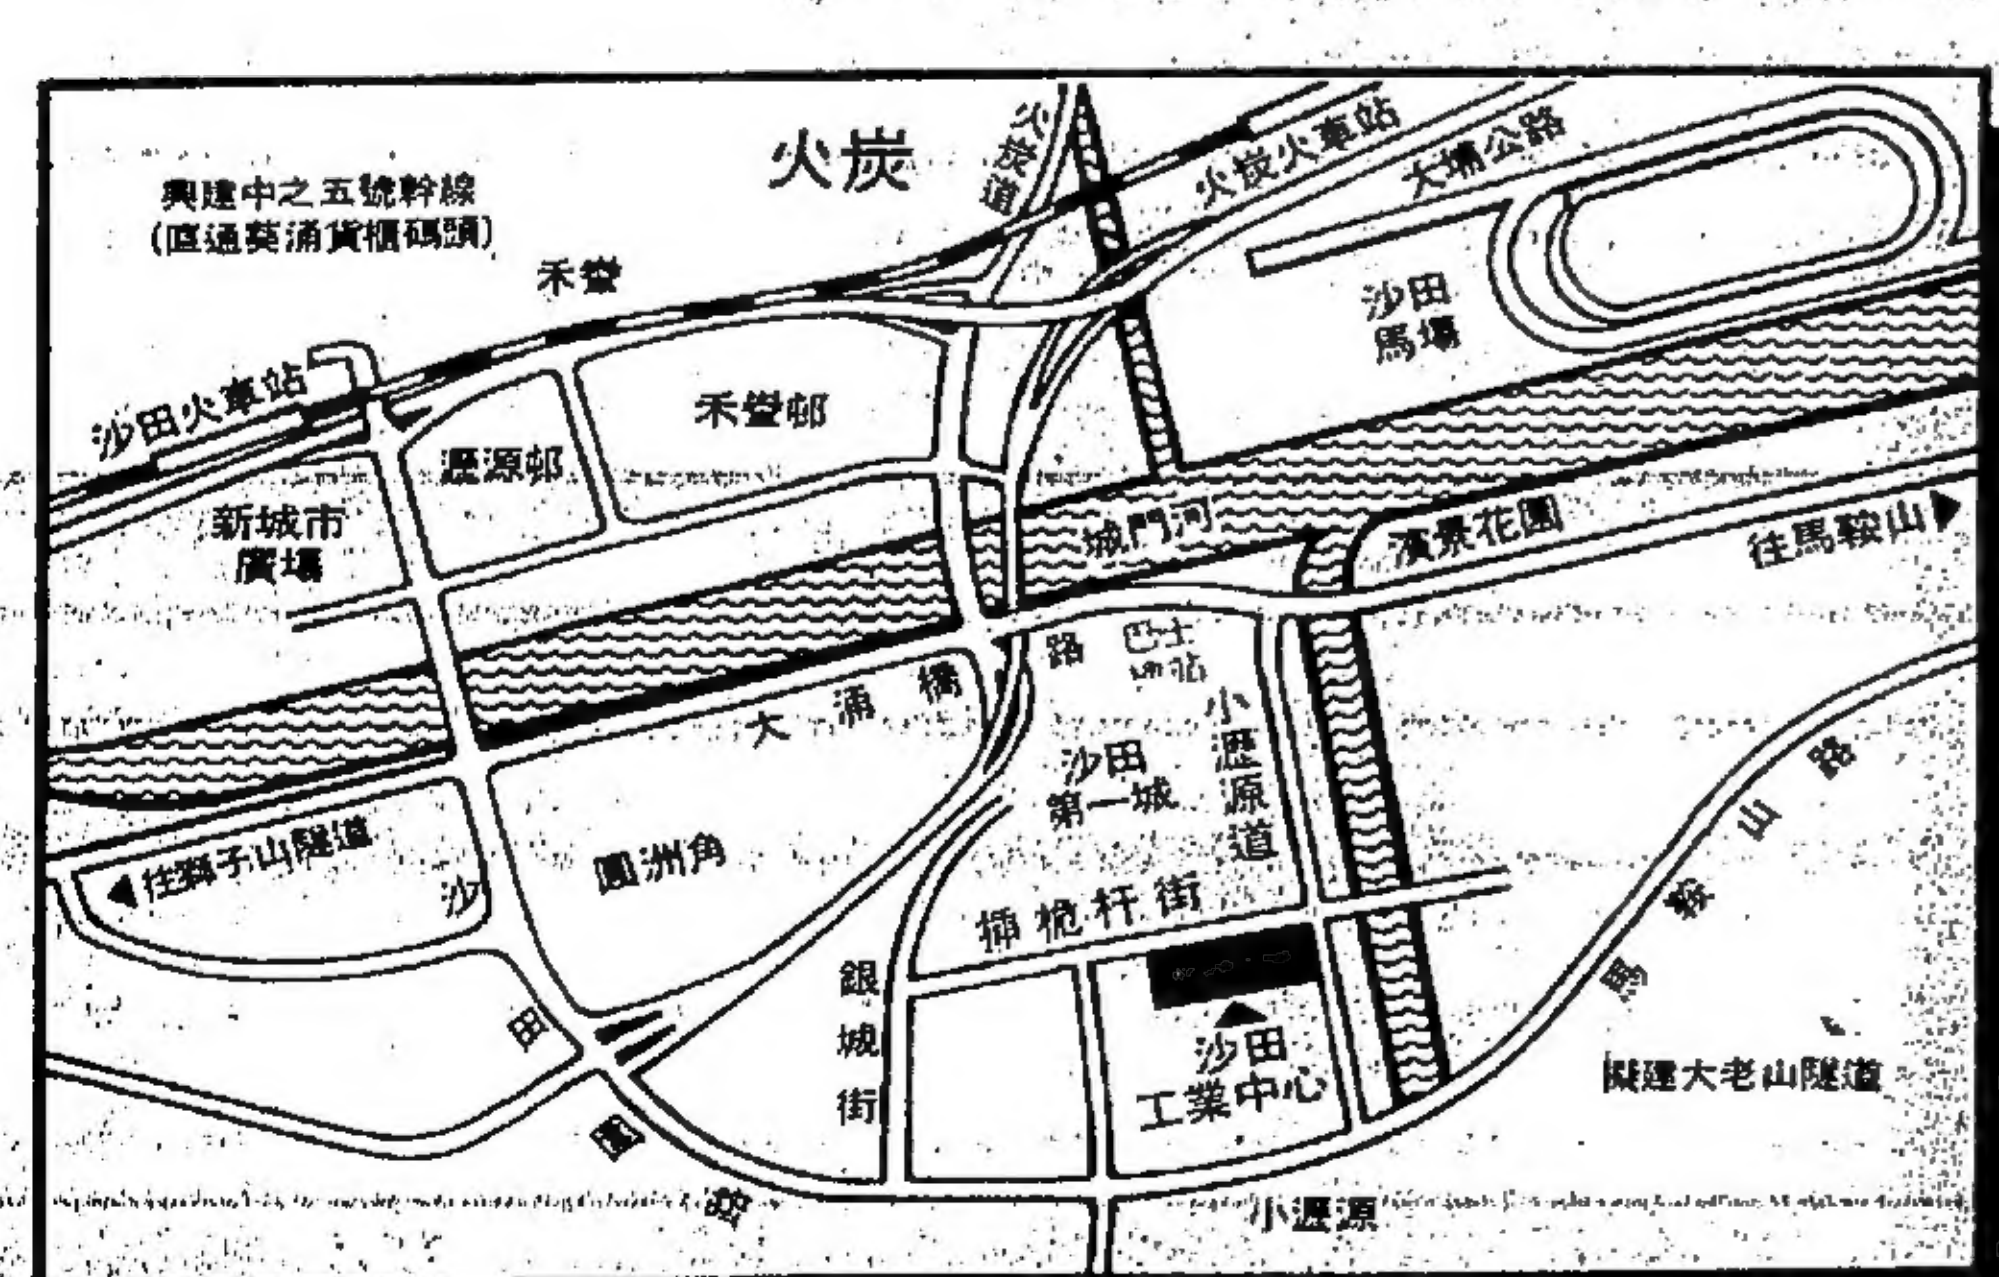 火炭
火炭道
火炭火車站
大埔公路
興建中之五號幹線
(直通葵涌貨櫃碼頭)
禾輋
沙田
馬場
沙田火車站
禾輋邨
瀝源邨
新城市
廣場
城門河
濱景花園
往馬鞍山
大涌橋路
巴士
總站
小瀝源道
沙田
第一城
往獅子山隧道
圓洲角
插桅杆街
銀城街
沙田
工業中心
馬鞍山路
擬建大老山隧道
沙田圍路
小瀝源